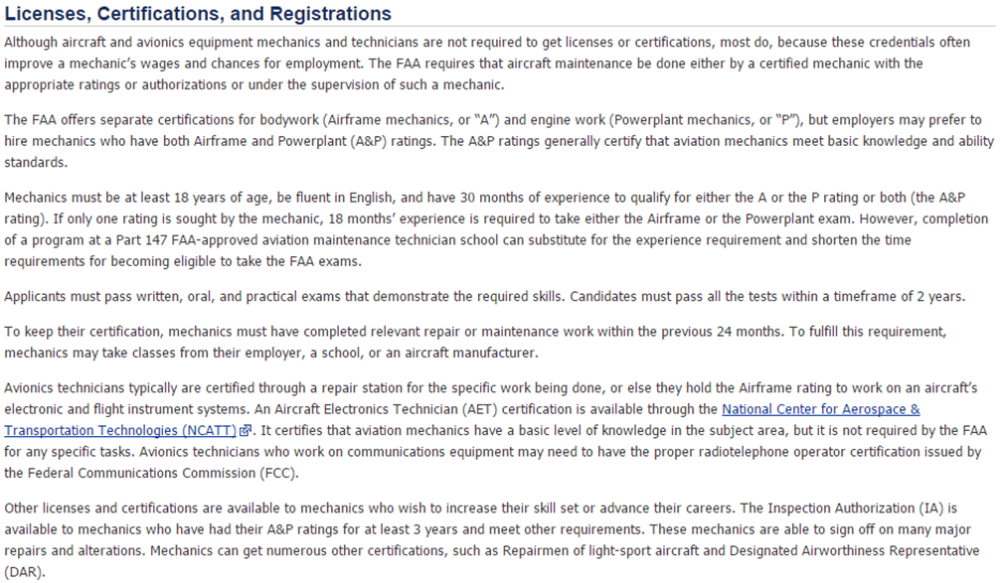 Licenses, Certifications, and Registrations
Although aircraft and avionics equipment mechanics and technicians are not required to get licenses or certifications, most do, because these credentials often
improve a mechanic's wages and chances for employment. The FAA requires that aircraft maintenance be done either by a certified mechanic with the
appropriate ratings or authorizations or under the supervision of such a mechanic.
The FAA offers separate certifications for bodywork (Airframe mechanics, or “A”) and engine work (Powerplant mechanics, or “P”), but employers may prefer to
hire mechanics who have both Airframe and Powerplant (A&P) ratings. The A&P ratings generally certify that aviation mechanics meet basic knowledge and ability
standards.
Mechanics must be at least 18 years of age, be fluent in English, and have 30 months of experience to qualify for either the A or the P rating or both (the A&P
rating). If only one rating is sought by the mechanic, 18 months’ experience is required to take either the Airframe or the Powerplant exam. However, completion
of a program at a Part 147 FAA-approved aviation maintenance technician school can substitute for the experience requirement and shorten the time
requirements for becoming eligible to take the FAA exams.
Applicants must pass written, oral, and practical exams that demonstrate the required skills. Candidates must pass all the tests within a timeframe of 2 years.
To keep their certification, mechanics must have completed relevant repair or maintenance work within the previous 24 months. To fulfill this requirement,
mechanics may take classes from their employer, a school, or an aircraft manufacturer.
Avionics technicians typically are certified through a repair station for the specific work being done, or else they hold the Airframe rating to work on an aircraft’s
electronic and flight instrument systems. An Aircraft Electronics Technician (AET) certification is available through the National Center for Aerospace &
Transportation Technologies (NCATT). It certifies that aviation mechanics have a basic level of knowledge in the subject area, but it is not required by the FAA
for any specific tasks. Avionics technicians who work on communications equipment may need to have the proper radiotelephone operator certification issued by
the Federal Communications Commission (FCC).
Other licenses and certifications are available to mechanics who wish to increase their skill set or advance their careers. The Inspection Authorization (IA) is
available to mechanics who have had their A&P ratings for at least 3 years and meet other requirements. These mechanics are able to sign off on many major
repairs and alterations. Mechanics can get numerous other certifications, such as Repairmen of light-sport aircraft and Designated Airworthiness Representative
(DAR).